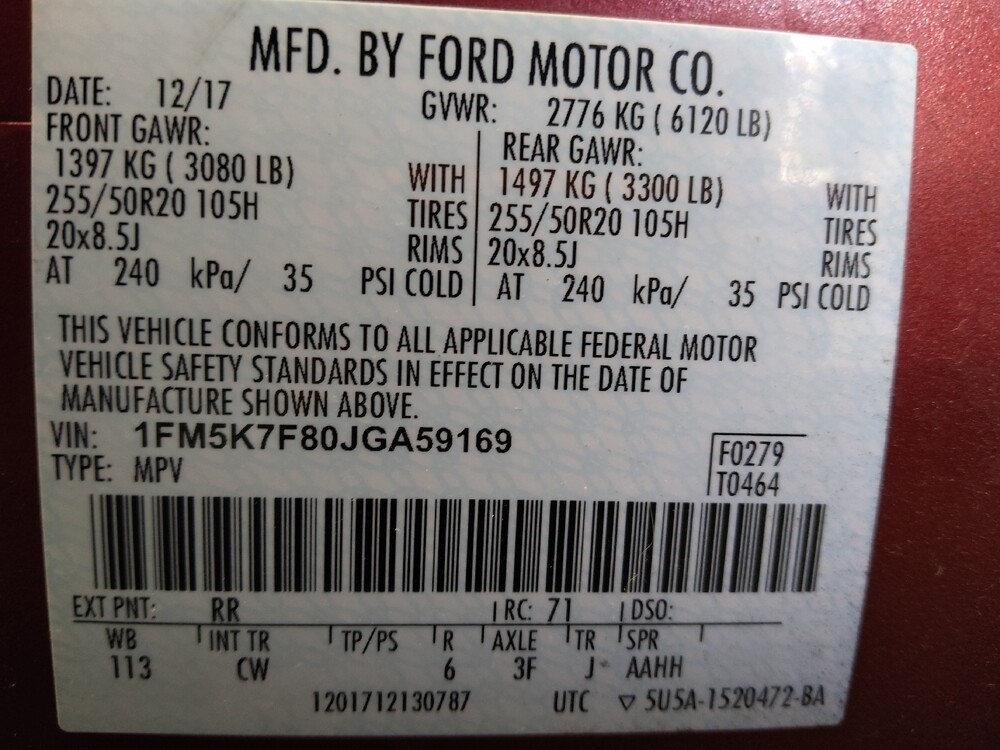 MFD. BY FORD MOTOR CO.
DATE: 12/17 GVWR: 2776 KG ( 6120 LB)
FRONT GAWR: REAR GAWR:
1397 KG ( 3080 LB) WITH 1497 KG ( 3300 LB) WITH
255/50R20 105H TIRES 255/50R20 105H TIRES
20x8.5J RIMS 20x8.5J RIMS
AT 240 kPa/ 35 PSI COLD AT 240 kPa/ 35 PSI COLD
THIS VEHICLE CONFORMS TO ALL APPLICABLE FEDERAL MOTOR
VEHICLE SAFETY STANDARDS IN EFFECT ON THE DATE OF
MANUFACTURE SHOWN ABOVE.
VIN: 1FM5K7F80JGA59169
TYPE: MPV
F0279
T0464
EXT PNT: RR RC: 71 DSO:
WB INT TR TP/PS R AXLE TR SPR
113 CW 6 3F J AAHH
1201712130787 UTC ▽ 5U5A-1520472-BA